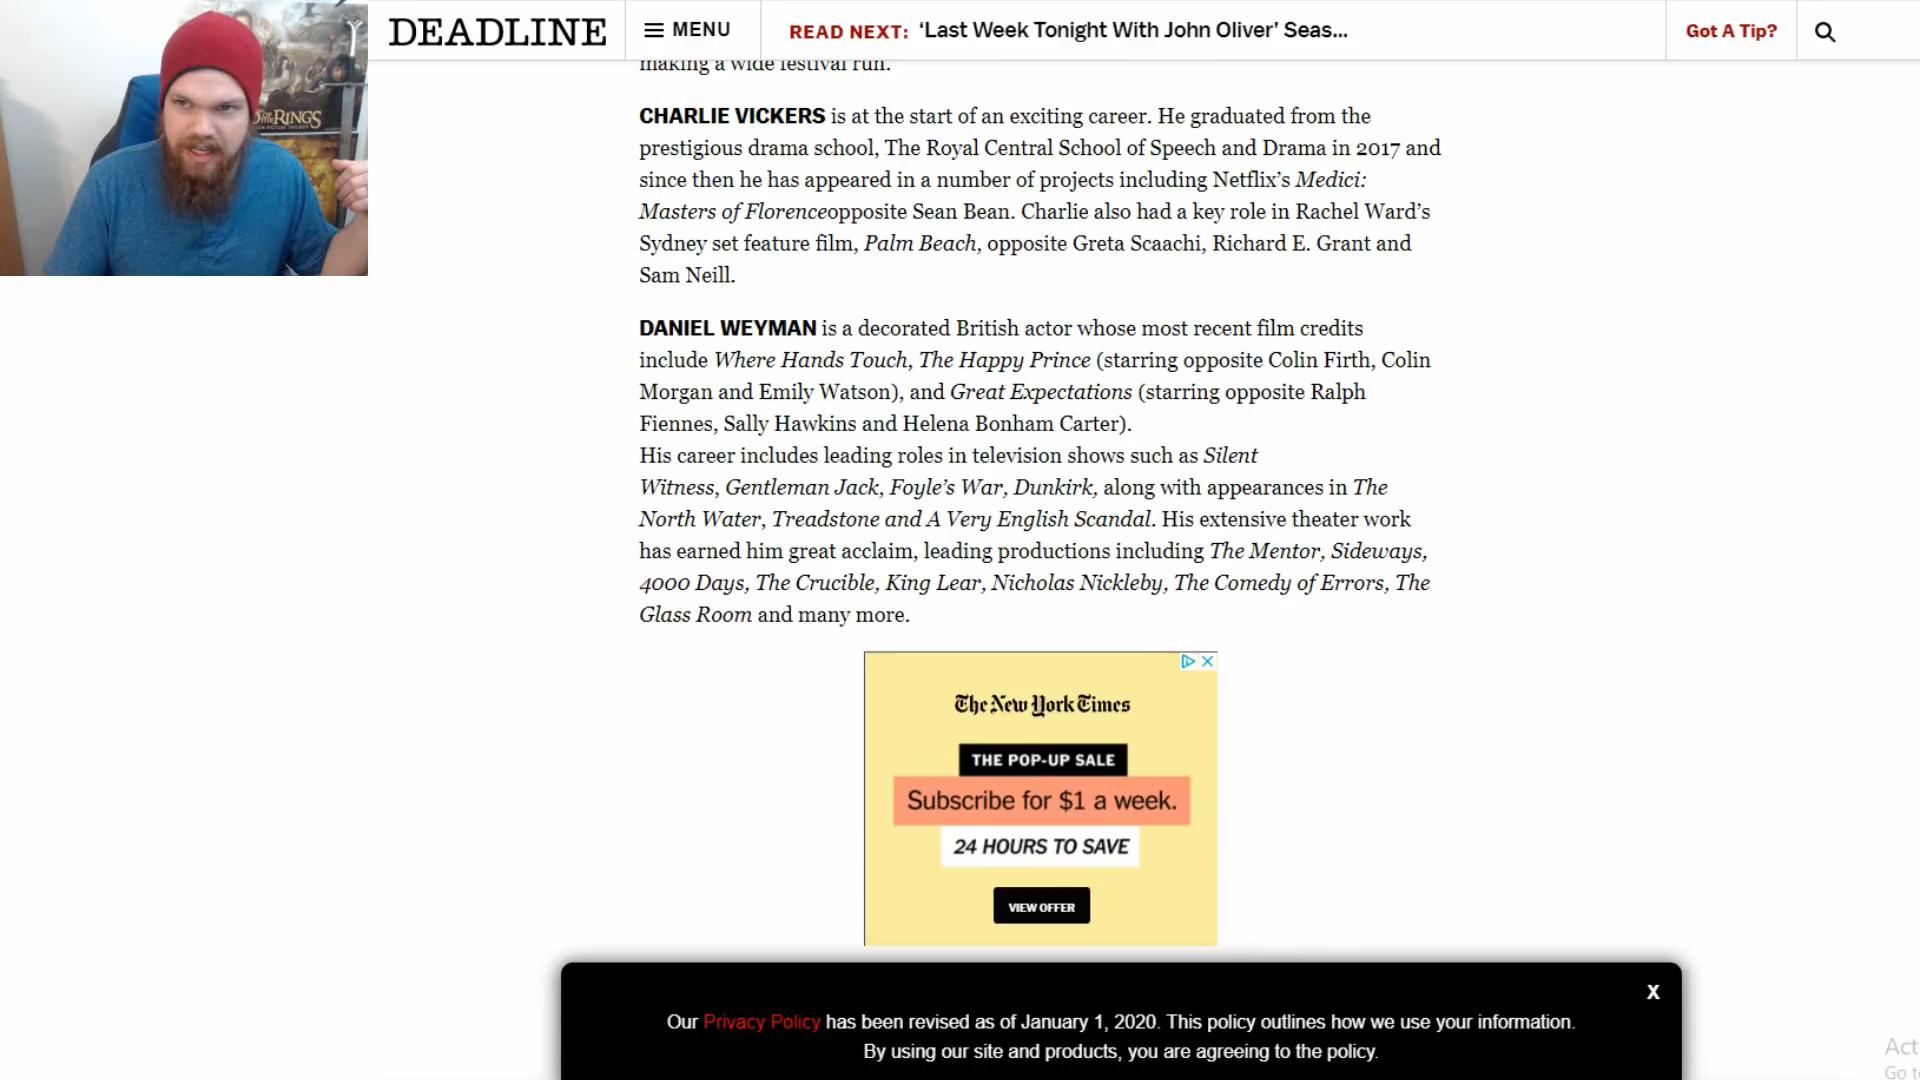 DEADLINE
MENU
READ NEXT: ‘Last Week Tonight With John Oliver’ Seas...
Got A Tip?
THE RINGS
making a wide festival run.
CHARLIE VICKERS is at the start of an exciting career. He graduated from the
prestigious drama school, The Royal Central School of Speech and Drama in 2017 and
since then he has appeared in a number of projects including Netflix’s Medici:
Masters of Florenceopposite Sean Bean. Charlie also had a key role in Rachel Ward’s
Sydney set feature film, Palm Beach, opposite Greta Scaachi, Richard E. Grant and
Sam Neill.
DANIEL WEYMAN is a decorated British actor whose most recent film credits
include Where Hands Touch, The Happy Prince (starring opposite Colin Firth, Colin
Morgan and Emily Watson), and Great Expectations (starring opposite Ralph
Fiennes, Sally Hawkins and Helena Bonham Carter).
His career includes leading roles in television shows such as Silent
Witness, Gentleman Jack, Foyle’s War, Dunkirk, along with appearances in The
North Water, Treadstone and A Very English Scandal. His extensive theater work
has earned him great acclaim, leading productions including The Mentor, Sideways,
4000 Days, The Crucible, King Lear, Nicholas Nickleby, The Comedy of Errors, The
Glass Room and many more.
The New York Times
THE POP-UP SALE
Subscribe for $1 a week.
24 HOURS TO SAVE
VIEW OFFER
X
Our Privacy Policy has been revised as of January 1, 2020. This policy outlines how we use your information.
By using our site and products, you are agreeing to the policy.
Act
Go t